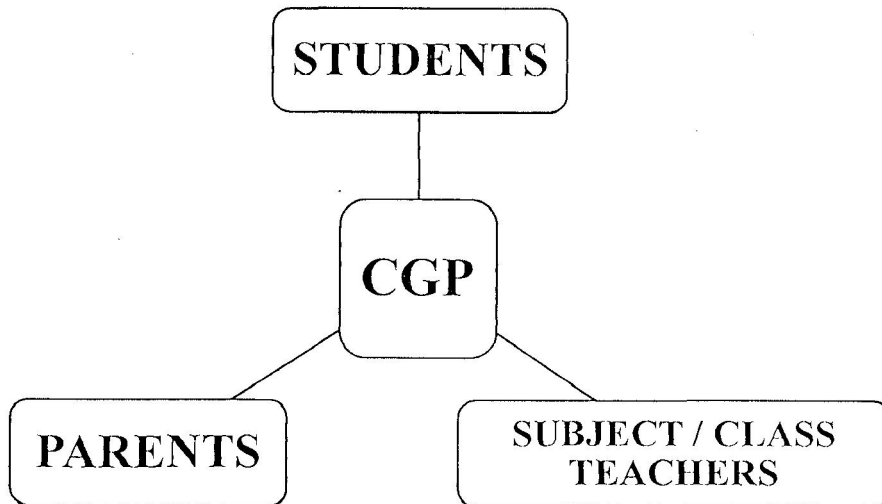 STUDENTS
CGP
PARENTS
SUBJECT / CLASS
TEACHERS